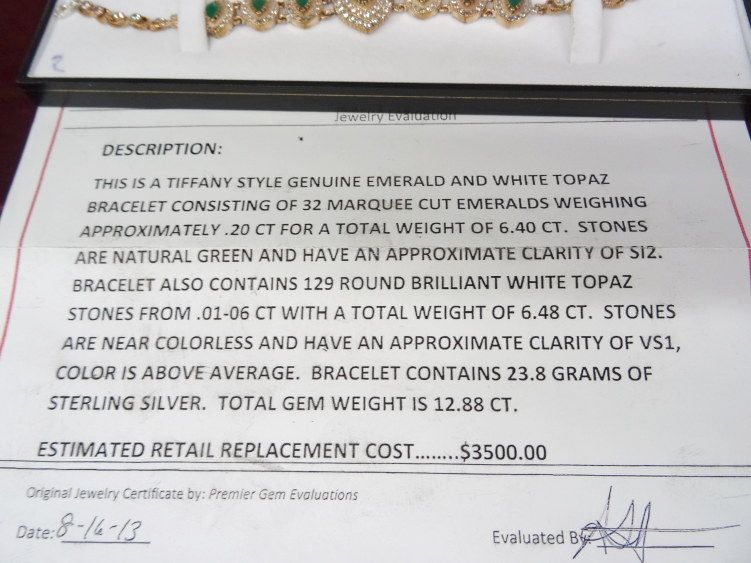 2
Jewelry Evaluation
DESCRIPTION:
THIS IS A TIFFANY STYLE GENUINE EMERALD AND WHITE TOPAZ
BRACELET CONSISTING OF 32 MARQUEE CUT EMERALDS WEIGHING
APPROXIMATELY .20 CT FOR A TOTAL WEIGHT OF 6.40 CT. STONES
ARE NATURAL GREEN AND HAVE AN APPROXIMATE CLARITY OF SI2.
BRACELET ALSO CONTAINS 129 ROUND BRILLIANT WHITE TOPAZ
STONES FROM .01-06 CT WITH A TOTAL WEIGHT OF 6.48 CT. STONES
ARE NEAR COLORLESS AND HAVE AN APPROXIMATE CLARITY OF VS1,
COLOR IS ABOVE AVERAGE. BRACELET CONTAINS 23.8 GRAMS OF
STERLING SILVER. TOTAL GEM WEIGHT IS 12.88 CT.
ESTIMATED RETAIL REPLACEMENT COST........$3500.00
Original Jewelry Certificate by: Premier Gem Evaluations
Date: 8-16-13
Evaluated By: